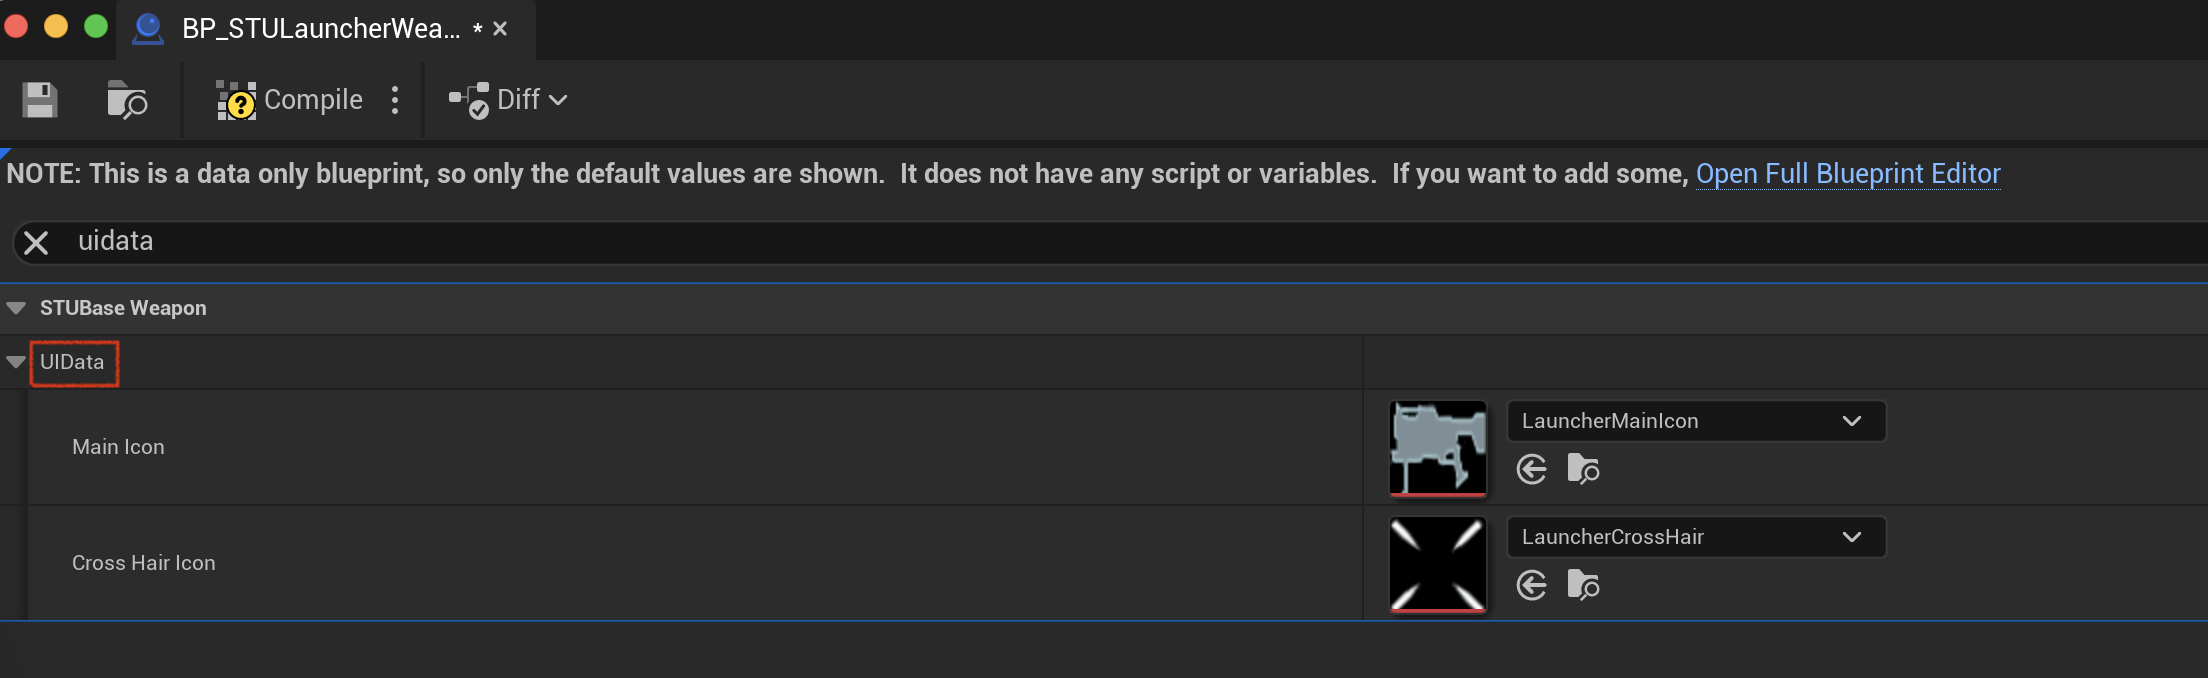 BP_STULauncherWea... *
Compile
Diff
NOTE: This is a data only blueprint, so only the default values are shown.  It does not have any script or variables.  If you want to add some, Open Full Blueprint Editor
uidata
STUBase Weapon
UIData
Main Icon
LauncherMainIcon
Cross Hair Icon
LauncherCrossHair